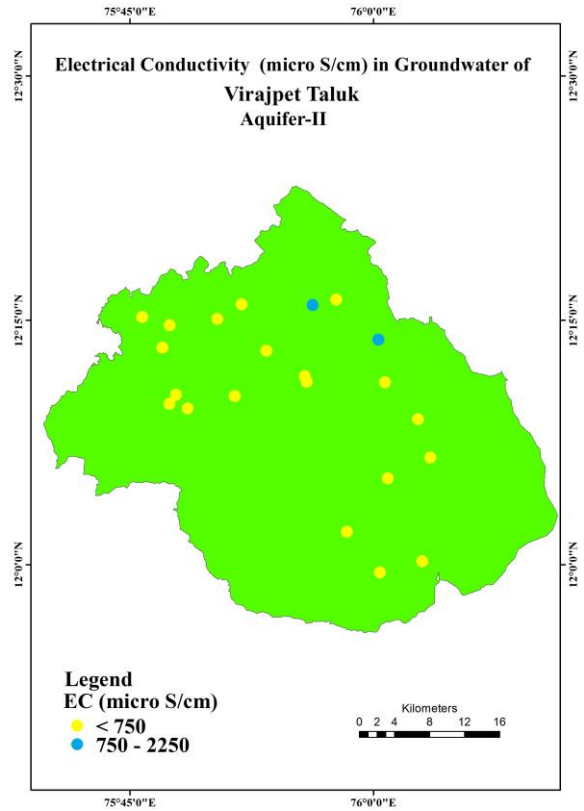 75°45'0"E 76°0'0"E
Electrical Conductivity (micro S/cm) in Groundwater of
Virajpet Taluk
Aquifer-II
12°30'0"N 12°30'0"N
12°15'0"N 12°15'0"N
12°0'0"N 12°0'0"N
Legend
EC (micro S/cm)
< 750
750 - 2250
Kilometers
0 2 4 8 12 16
75°45'0"E 76°0'0"E